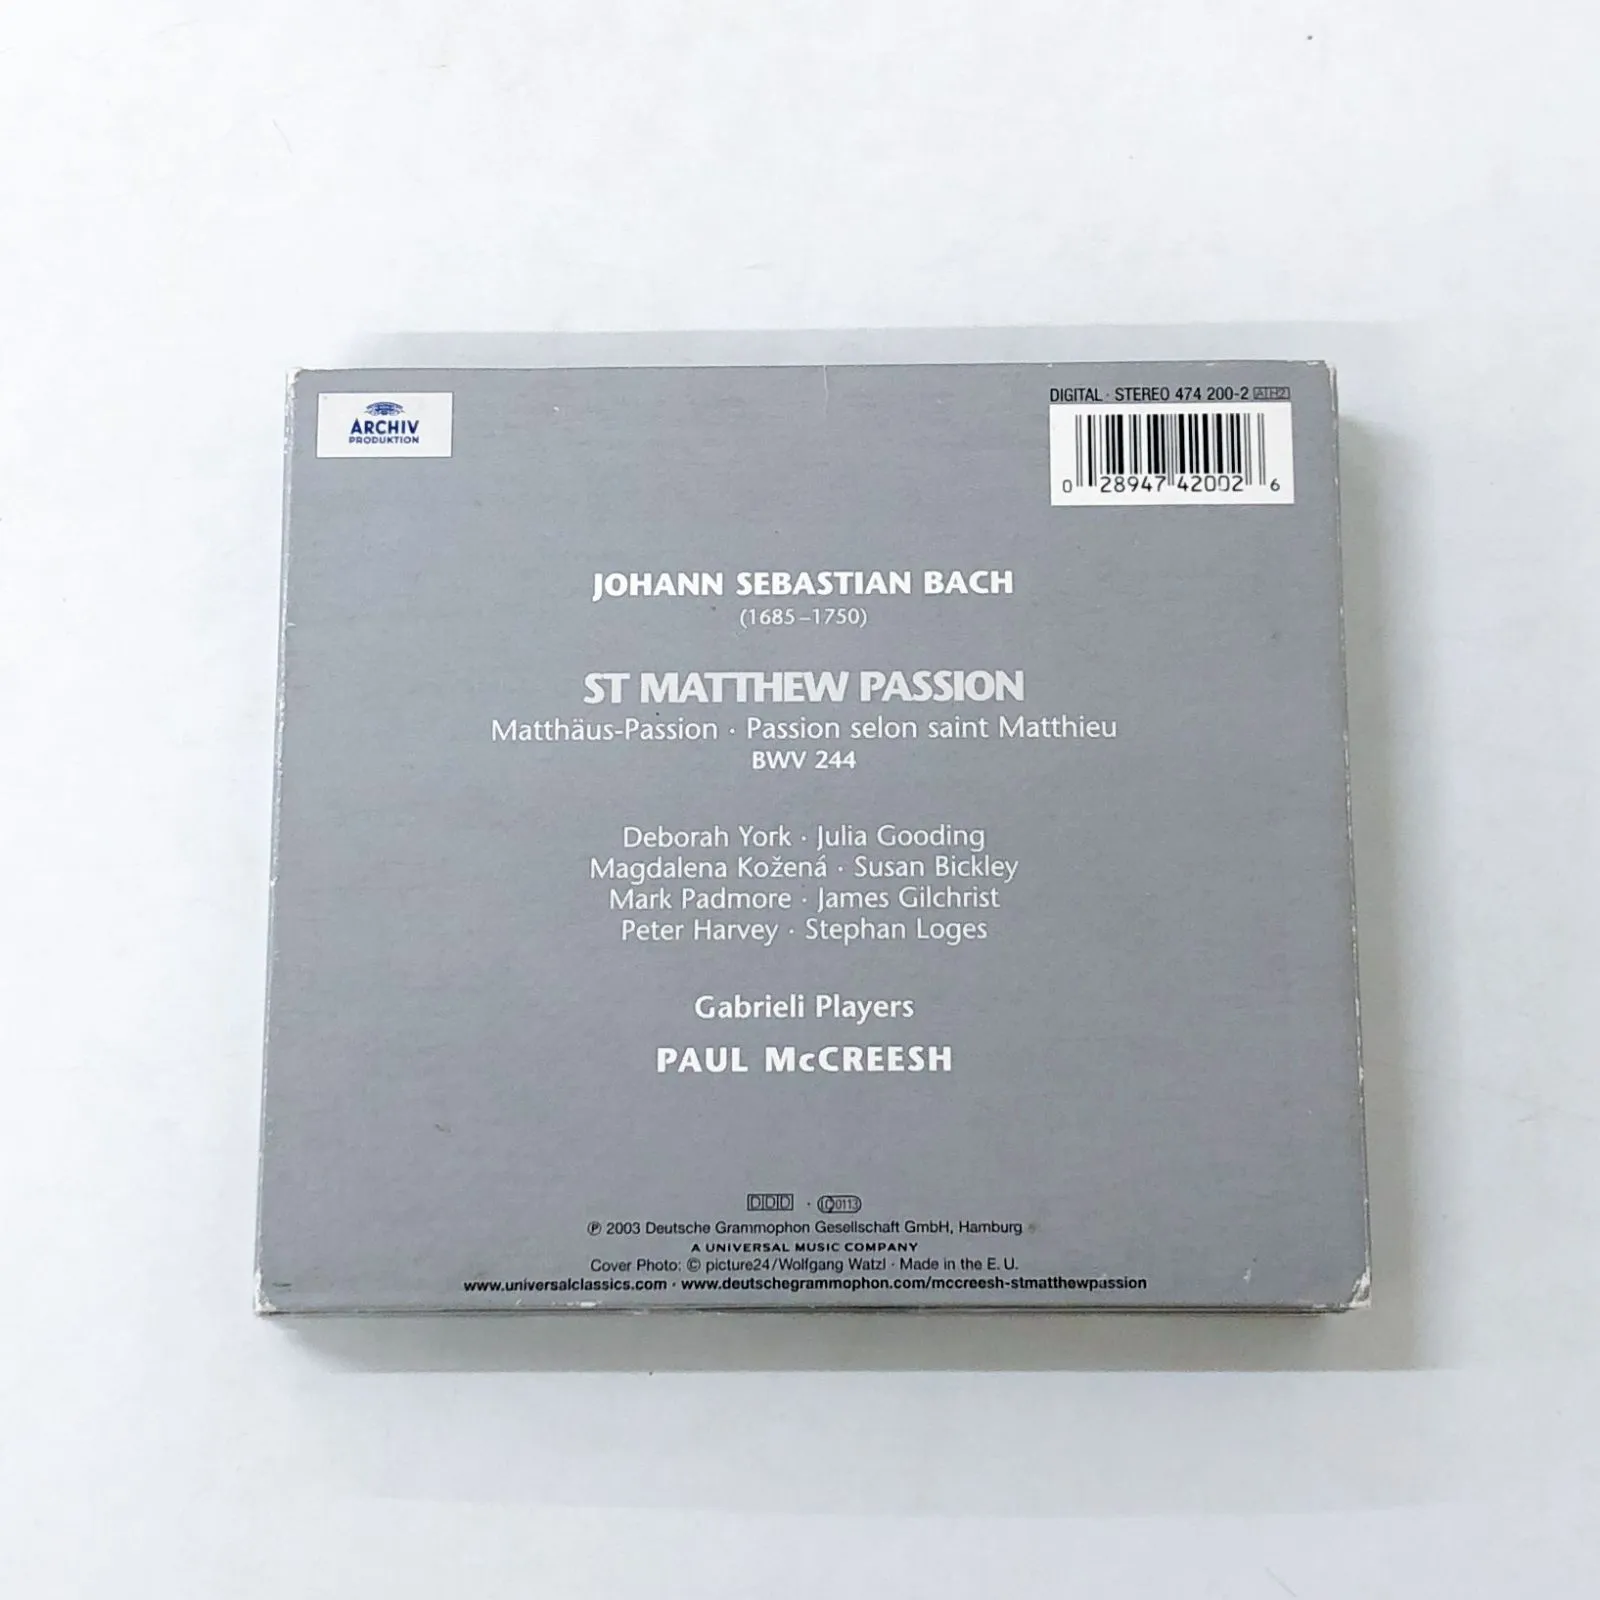 ARCHIV
PRODUKTION
DIGITAL · STEREO 474 200-2 ATH2
0 28947 42002 6
JOHANN SEBASTIAN BACH
(1685–1750)
ST MATTHEW PASSION
Matthäus-Passion · Passion selon saint Matthieu
BWV 244
Deborah York · Julia Gooding
Magdalena Kožená · Susan Bickley
Mark Padmore · James Gilchrist
Peter Harvey · Stephan Loges
Gabrieli Players
PAUL McCREESH
DDD · LC 0113
℗ 2003 Deutsche Grammophon Gesellschaft GmbH, Hamburg
A UNIVERSAL MUSIC COMPANY
Cover Photo: © picture24/Wolfgang Watzl · Made in the E. U.
www.universalclassics.com · www.deutschegrammophon.com/mccreesh-stmatthewpassion